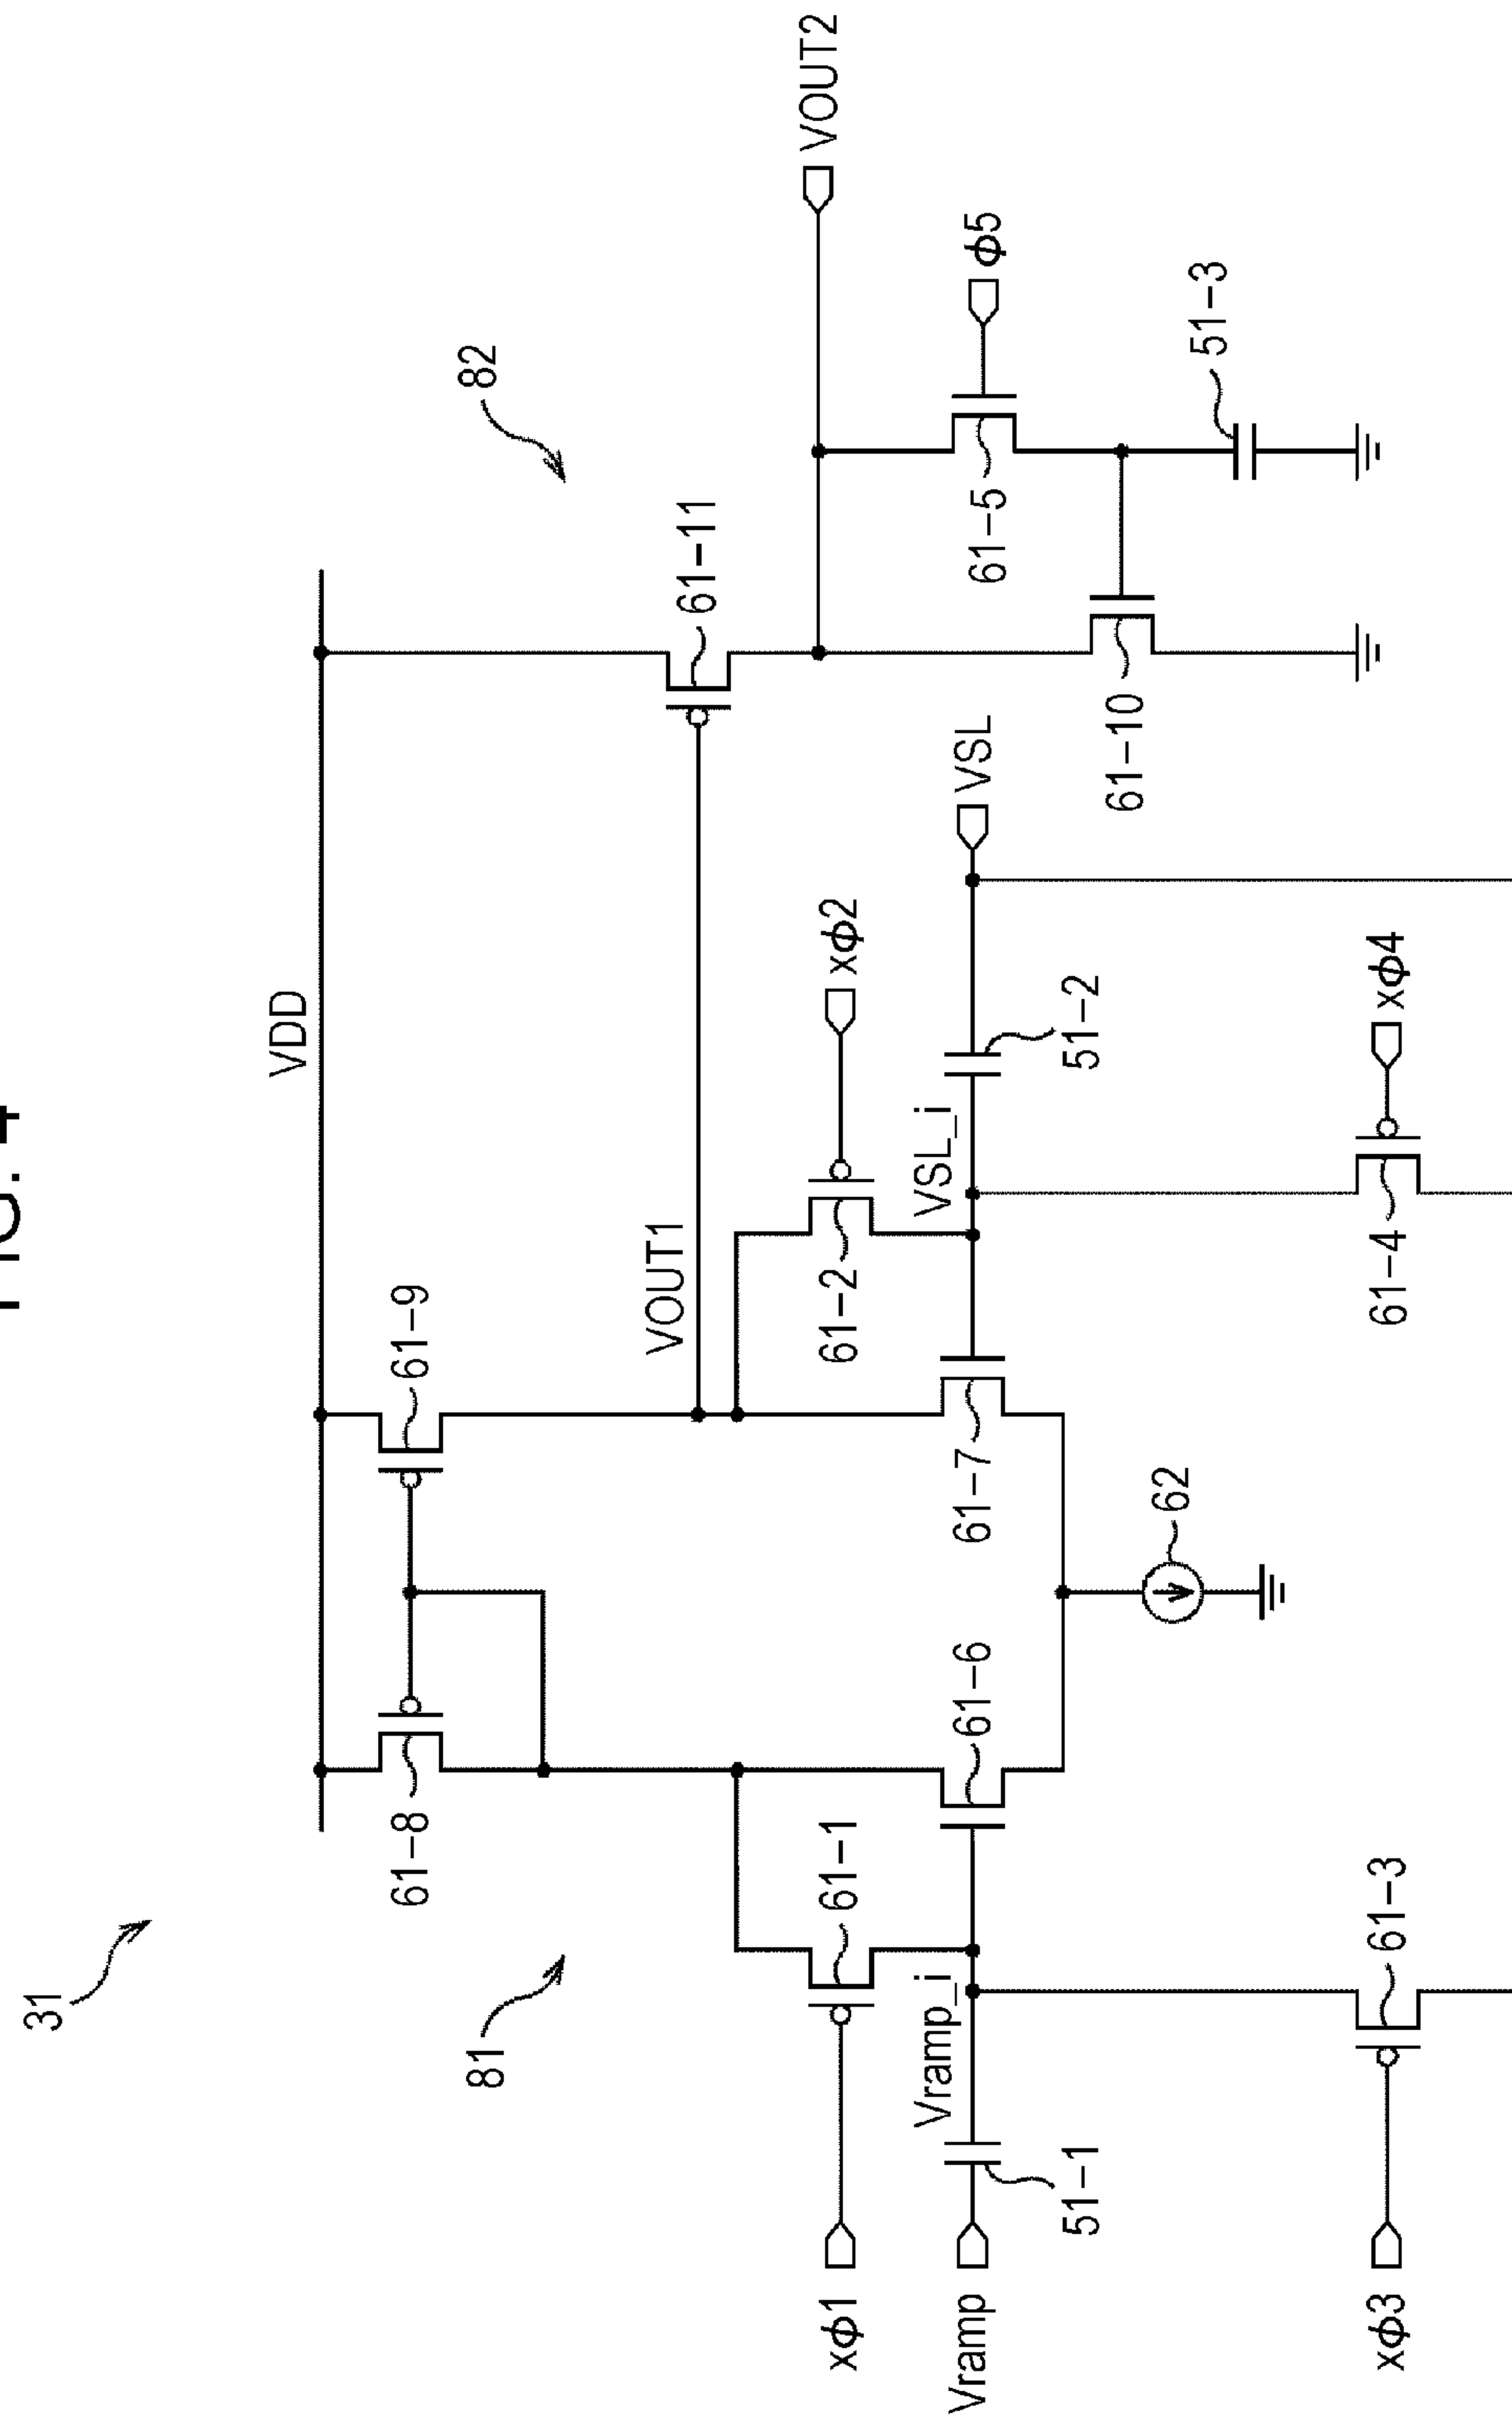 FIG. 4
31
VDD
61-8
61-9
81
82
VOUT1
61-11
VOUT2
xϕ1
61-1
61-2
xϕ2
Vramp_i
VSL_i
Vramp
61-6
61-7
VSL
61-5
ϕ5
51-1
51-2
61-10
62
51-3
xϕ3
61-3
61-4
xϕ4